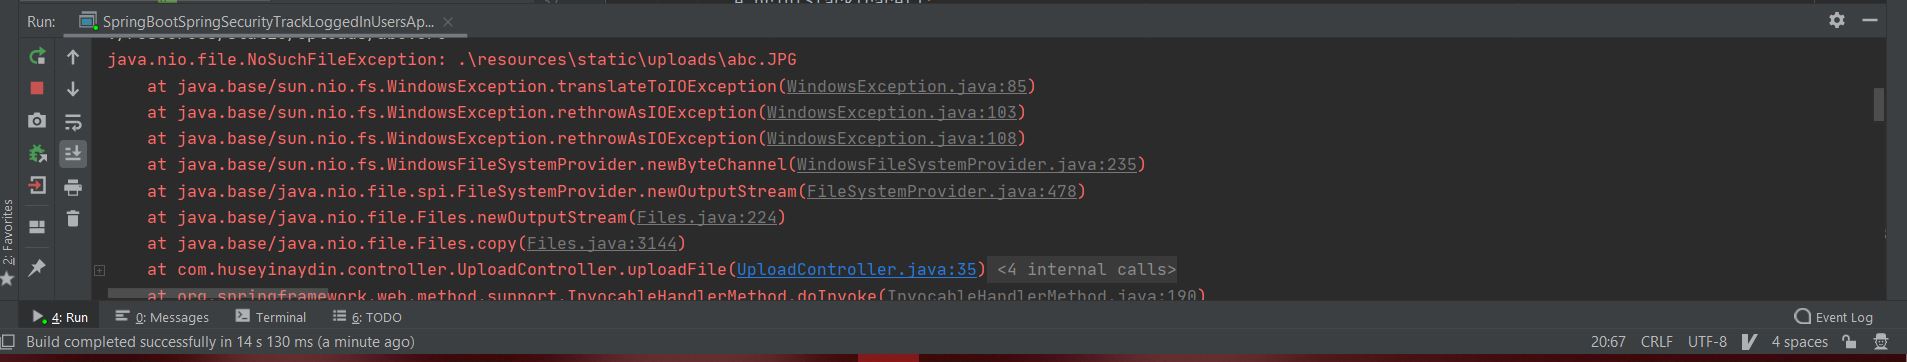 e.printStackTrace();
Run: SpringBootSpringSecurityTrackLoggedInUsersAp...
java.nio.file.NoSuchFileException: .\resources\static\uploads\abc.JPG
at java.base/sun.nio.fs.WindowsException.translateToIOException(WindowsException.java:85)
at java.base/sun.nio.fs.WindowsException.rethrowAsIOException(WindowsException.java:103)
at java.base/sun.nio.fs.WindowsException.rethrowAsIOException(WindowsException.java:108)
at java.base/sun.nio.fs.WindowsFileSystemProvider.newByteChannel(WindowsFileSystemProvider.java:235)
at java.base/java.nio.file.spi.FileSystemProvider.newOutputStream(FileSystemProvider.java:478)
at java.base/java.nio.file.Files.newOutputStream(Files.java:224)
at java.base/java.nio.file.Files.copy(Files.java:3144)
at com.huseyinaydin.controller.UploadController.uploadFile(UploadController.java:35) <4 internal calls>
at org.springframework.web.method.support.InvocableHandlerMethod.doInvoke(InvocableHandlerMethod.java:190)
2: Favorites
4: Run 0: Messages Terminal 6: TODO Event Log
Build completed successfully in 14 s 130 ms (a minute ago) 20:67 CRLF UTF-8 4 spaces